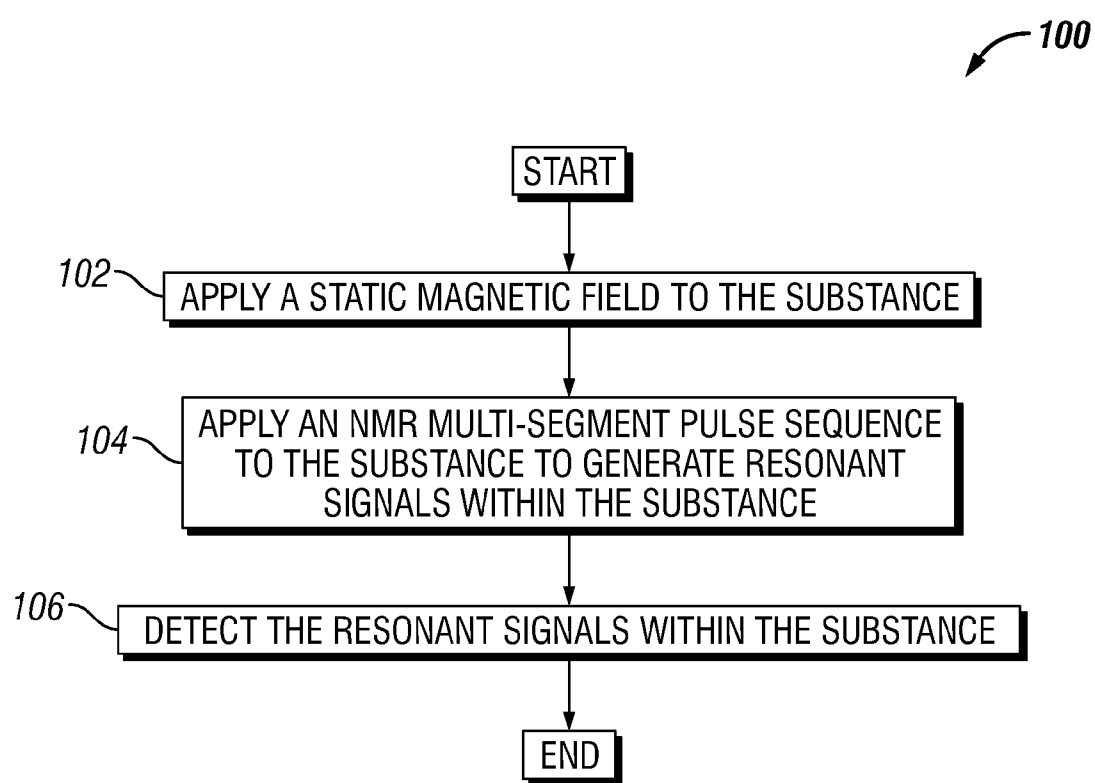 100
START
102
APPLY A STATIC MAGNETIC FIELD TO THE SUBSTANCE
104
APPLY AN NMR MULTI-SEGMENT PULSE SEQUENCE
TO THE SUBSTANCE TO GENERATE RESONANT
SIGNALS WITHIN THE SUBSTANCE
106
DETECT THE RESONANT SIGNALS WITHIN THE SUBSTANCE
END